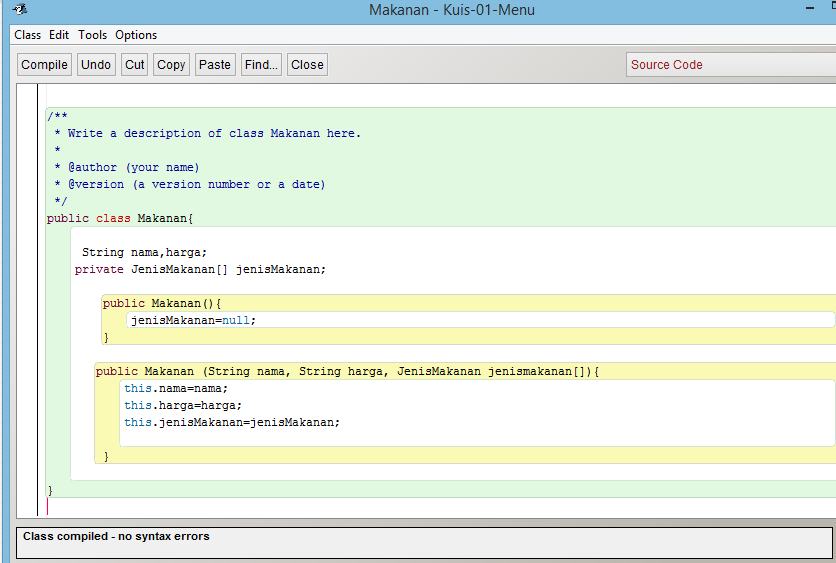 Makanan - Kuis-01-Menu
Class Edit Tools Options
Compile Undo Cut Copy Paste Find... Close Source Code
/**
* Write a description of class Makanan here.
*
* @author (your name)
* @version (a version number or a date)
*/
public class Makanan{
String nama,harga;
private JenisMakanan[] jenisMakanan;
public Makanan(){
jenisMakanan=null;
}
public Makanan (String nama, String harga, JenisMakanan jenismakanan[]){
this.nama=nama;
this.harga=harga;
this.jenisMakanan=jenisMakanan;
}
}
Class compiled - no syntax errors